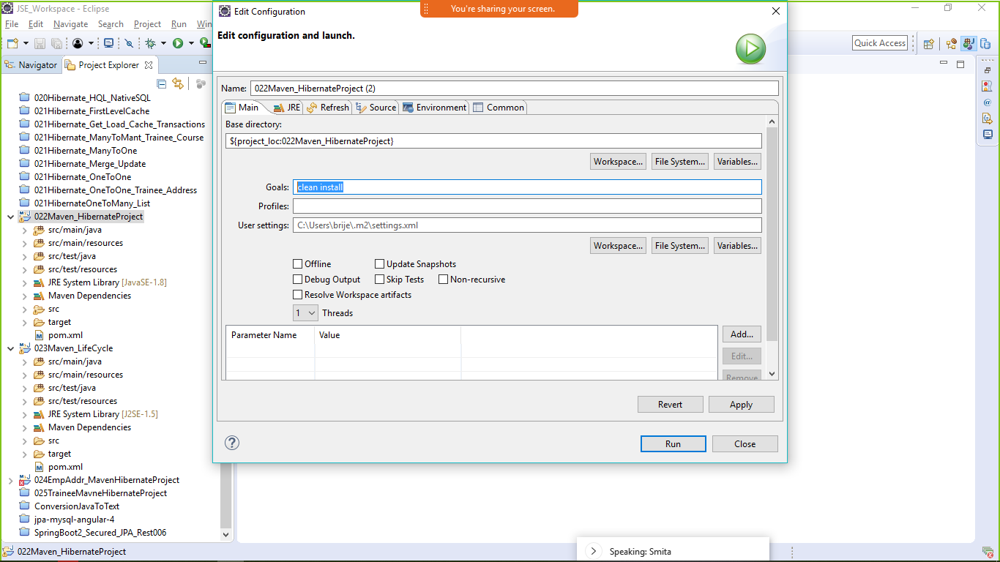 JSE_Workspace - Eclipse
You're sharing your screen.
File Edit Navigate Search Project Run Win
Quick Access
Navigator
Project Explorer
020Hibernate_HQL_NativeSQL
021Hibernate_FirstLevelCache
021Hibernate_Get_Load_Cache_Transactions
021Hibernate_ManyToMant_Trainee_Course
021Hibernate_ManyToOne
021Hibernate_Merge_Update
021Hibernate_OneToOne
021Hibernate_OneToOne_Trainee_Address
021HibernateOneToMany_List
022Maven_HibernateProject
src/main/java
src/main/resources
src/test/java
src/test/resources
JRE System Library [JavaSE-1.8]
Maven Dependencies
src
target
pom.xml
023Maven_LifeCycle
src/main/java
src/main/resources
src/test/java
src/test/resources
JRE System Library [J2SE-1.5]
Maven Dependencies
src
target
pom.xml
024EmpAddr_MavenHibernateProject
025TraineeMavneHibernateProject
ConversionJavaToText
jpa-mysql-angular-4
SpringBoot2_Secured_JPA_Rest006
022Maven_HibernateProject
Edit Configuration
Edit configuration and launch.
Name: 022Maven_HibernateProject (2)
Main JRE Refresh Source Environment Common
Base directory:
${project_loc:022Maven_HibernateProject}
Workspace... File System... Variables...
Goals: clean install
Profiles:
User settings: C:\Users\brije\.m2\settings.xml
Workspace... File System... Variables...
Offline Update Snapshots
Debug Output Skip Tests Non-recursive
Resolve Workspace artifacts
1 Threads
Parameter Name Value
Add...
Edit...
Remove
Revert Apply
? Run Close
Speaking: Smita